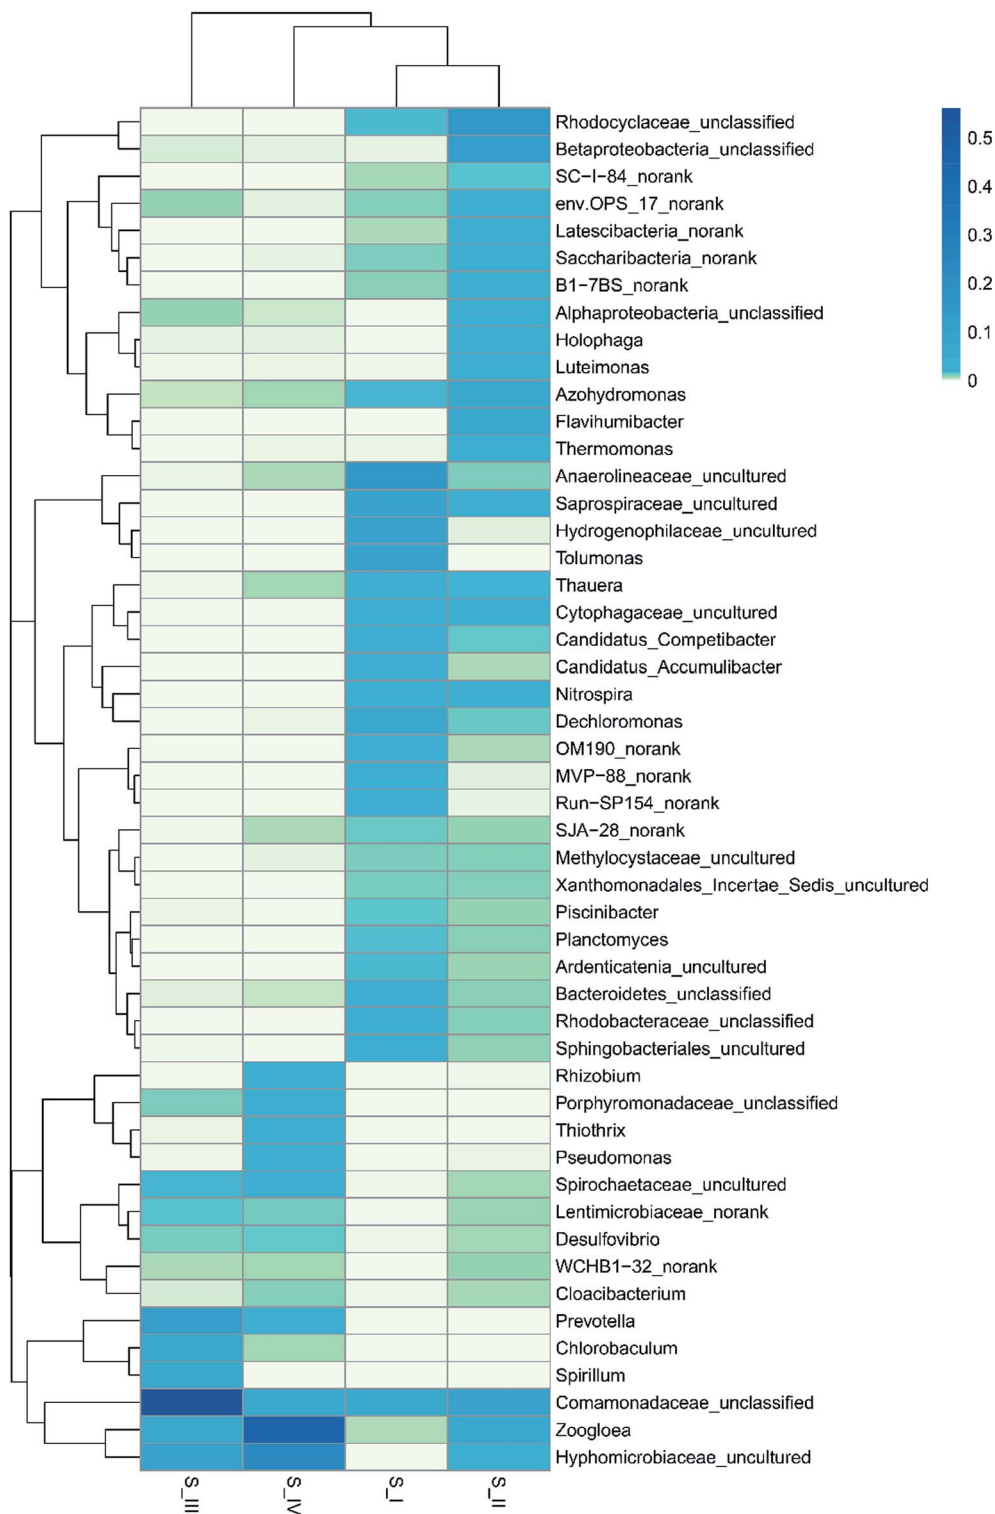 Rhodocyclaceae_unclassified
Betaproteobacteria_unclassified
SC−I−84_norank
env.OPS_17_norank
Latescibacteria_norank
Saccharibacteria_norank
B1−7BS_norank
Alphaproteobacteria_unclassified
Holophaga
Luteimonas
Azohydromonas
Flavihumibacter
Thermomonas
Anaerolineaceae_uncultured
Saprospiraceae_uncultured
Hydrogenophilaceae_uncultured
Tolumonas
Thauera
Cytophagaceae_uncultured
Candidatus_Competibacter
Candidatus_Accumulibacter
Nitrospira
Dechloromonas
OM190_norank
MVP−88_norank
Run−SP154_norank
SJA−28_norank
Methylocystaceae_uncultured
Xanthomonadales_Incertae_Sedis_uncultured
Piscinibacter
Planctomyces
Ardenticatenia_uncultured
Bacteroidetes_unclassified
Rhodobacteraceae_unclassified
Sphingobacteriales_uncultured
Rhizobium
Porphyromonadaceae_unclassified
Thiothrix
Pseudomonas
Spirochaetaceae_uncultured
Lentimicrobiaceae_norank
Desulfovibrio
WCHB1−32_norank
Cloacibacterium
Prevotella
Chlorobaculum
Spirillum
Comamonadaceae_unclassified
Zoogloea
Hyphomicrobiaceae_uncultured
S_III
S_IV
S_I
S_II
0.5
0.4
0.3
0.2
0.1
0